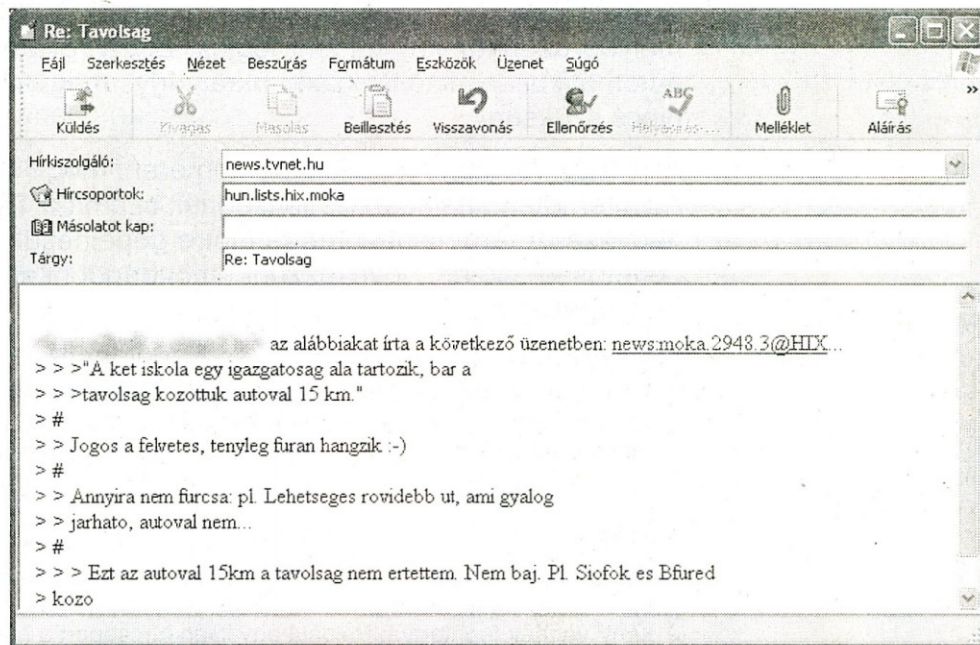 Re: Tavolsag
Fájl Szerkesztés Nézet Beszúrás Formátum Eszközök Üzenet Súgó
Küldés Kivágás Másolás Beillesztés Visszavonás Ellenőrzés Helyesírás-... Melléklet Aláírás »
Hírkiszolgáló: news.tvnet.hu
Hírcsoportok: hun.lists.hix.moka
Másolatot kap:
Tárgy: Re: Tavolsag
az alábbiakat írta a következő üzenetben: news:moka.2948.3@HIX...
> > >"A ket iskola egy igazgatosag ala tartozik, bar a
> > >tavolsag kozottuk autoval 15 km."
> #
> > Jogos a felvetes, tenyleg furan hangzik :-)
> #
> > Annyira nem furcsa: pl. Lehetseges rovidebb ut, ami gyalog
> > jarhato, autoval nem...
> #
> > > Ezt az autoval 15km a tavolsag nem ertettem. Nem baj. Pl. Siofok es Bfured
> kozo